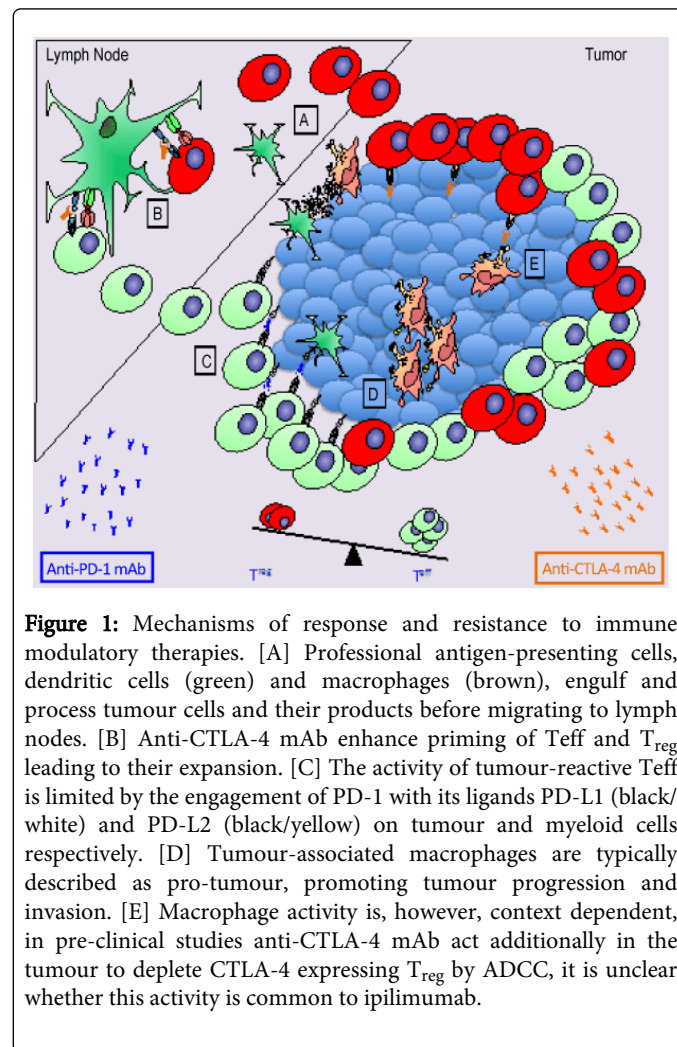 Lymph Node
Tumor
A
B
E
C
D
Anti-PD-1 mAb
Treg
Teff
Anti-CTLA-4 mAb
Figure 1: Mechanisms of response and resistance to immune
modulatory therapies. [A] Professional antigen-presenting cells,
dendritic cells (green) and macrophages (brown), engulf and
process tumour cells and their products before migrating to lymph
nodes. [B] Anti-CTLA-4 mAb enhance priming of Teff and Treg
leading to their expansion. [C] The activity of tumour-reactive Teff
is limited by the engagement of PD-1 with its ligands PD-L1 (black/
white) and PD-L2 (black/yellow) on tumour and myeloid cells
respectively. [D] Tumour-associated macrophages are typically
described as pro-tumour, promoting tumour progression and
invasion. [E] Macrophage activity is, however, context dependent,
in pre-clinical studies anti-CTLA-4 mAb act additionally in the
tumour to deplete CTLA-4 expressing Treg by ADCC, it is unclear
whether this activity is common to ipilimumab.